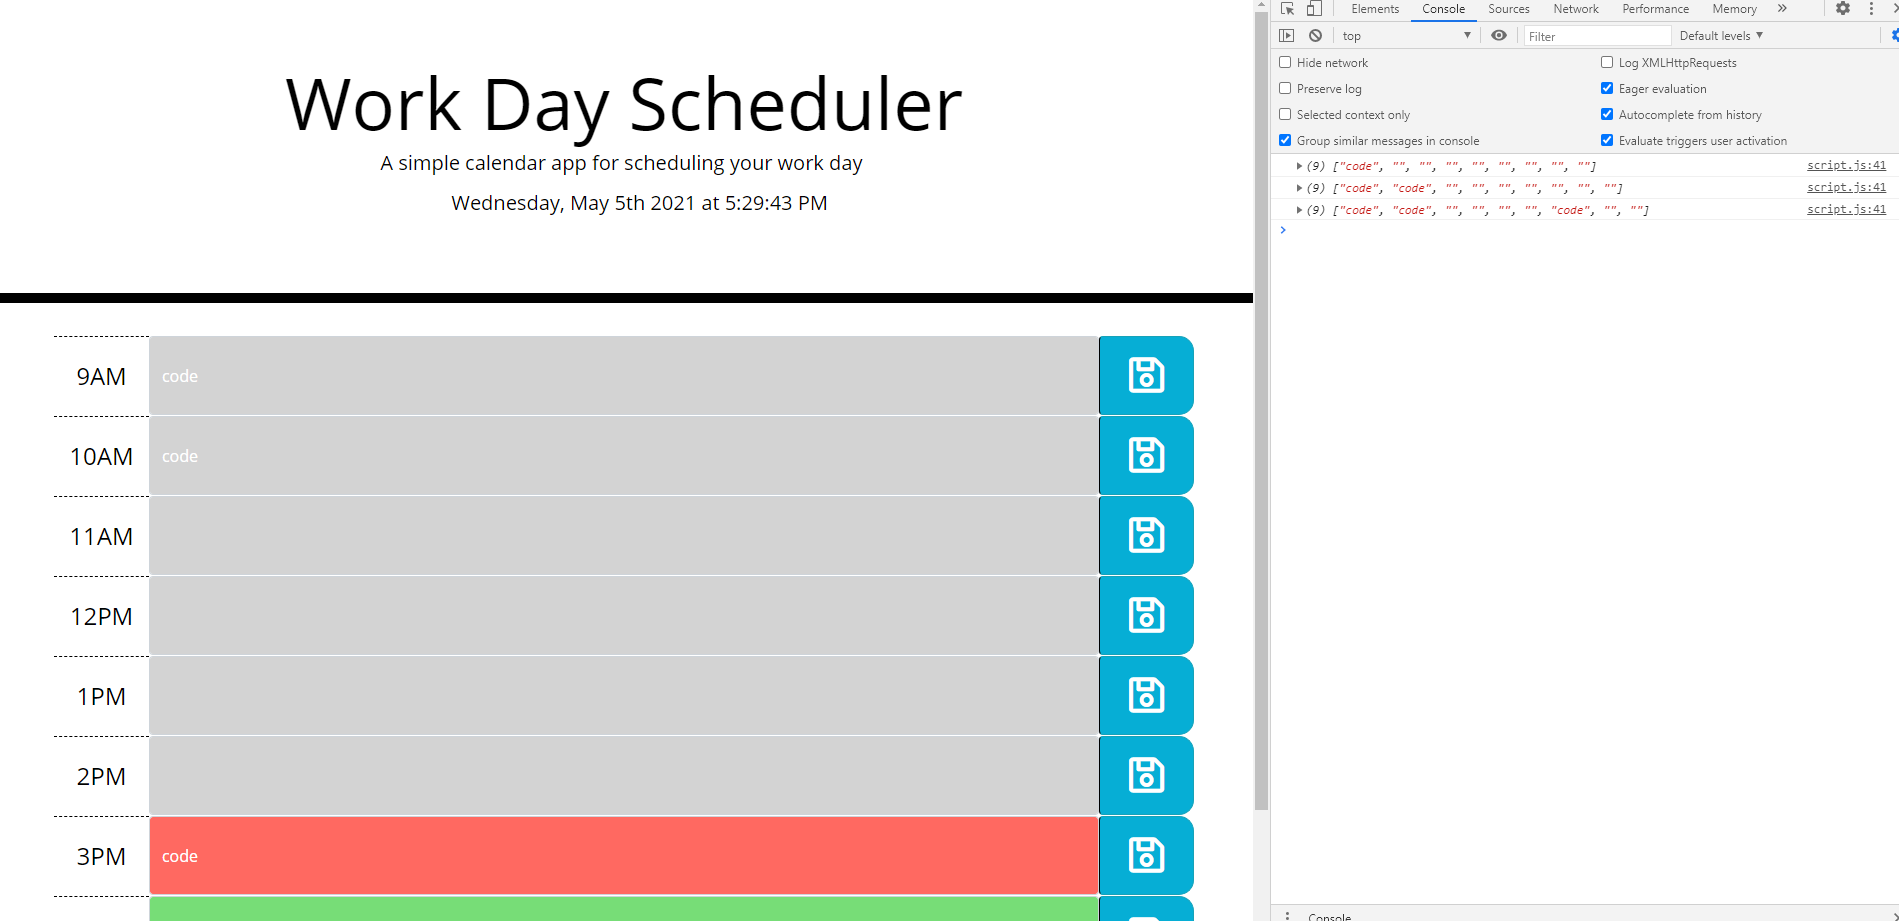 Work Day Scheduler
A simple calendar app for scheduling your work day
Wednesday, May 5th 2021 at 5:29:43 PM
9AM code
10AM code
11AM
12PM
1PM
2PM
3PM code
Elements Console Sources Network Performance Memory
top Filter Default levels
Hide network Log XMLHttpRequests
Preserve log Eager evaluation
Selected context only Autocomplete from history
Group similar messages in console Evaluate triggers user activation
(9) ["code", "", "", "", "", "", "", "", ""] script.js:41
(9) ["code", "code", "", "", "", "", "", "", ""] script.js:41
(9) ["code", "code", "", "", "", "", "code", "", ""] script.js:41
Console